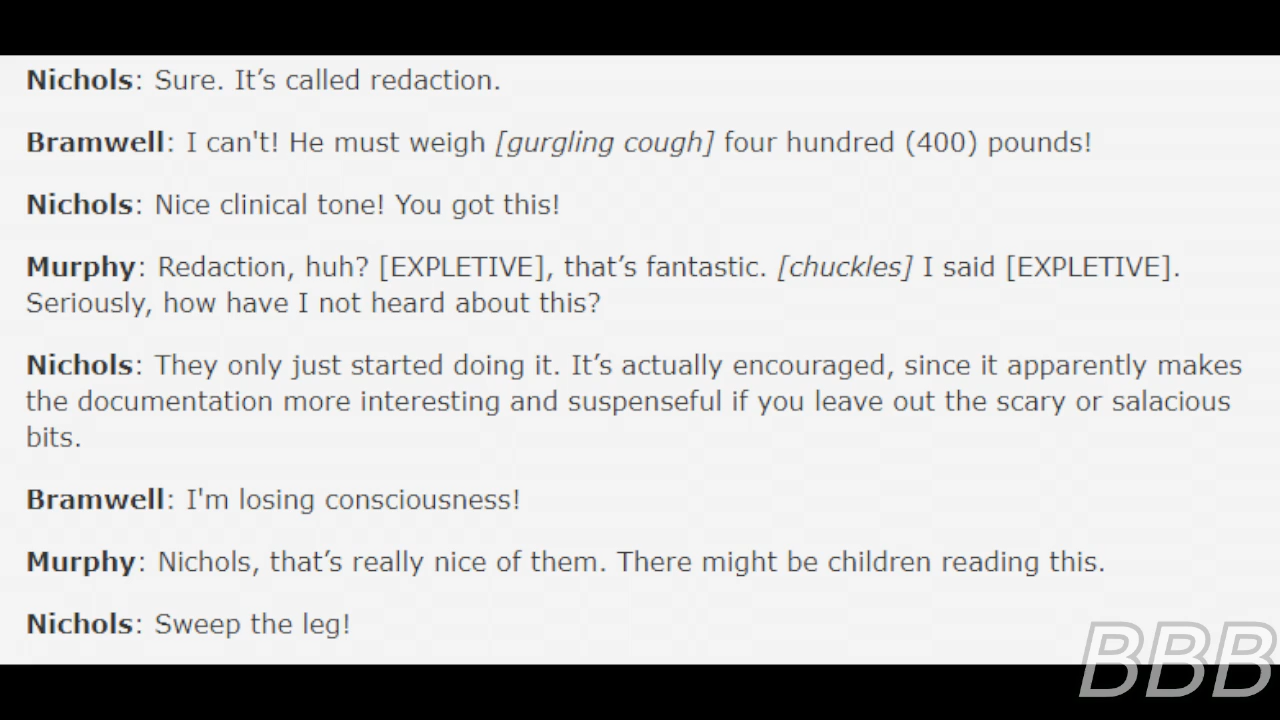 Nichols: Sure. It’s called redaction.
Bramwell: I can't! He must weigh [gurgling cough] four hundred (400) pounds!
Nichols: Nice clinical tone! You got this!
Murphy: Redaction, huh? [EXPLETIVE], that’s fantastic. [chuckles] I said [EXPLETIVE].
Seriously, how have I not heard about this?
Nichols: They only just started doing it. It’s actually encouraged, since it apparently makes
the documentation more interesting and suspenseful if you leave out the scary or salacious
bits.
Bramwell: I'm losing consciousness!
Murphy: Nichols, that’s really nice of them. There might be children reading this.
Nichols: Sweep the leg!
BBB